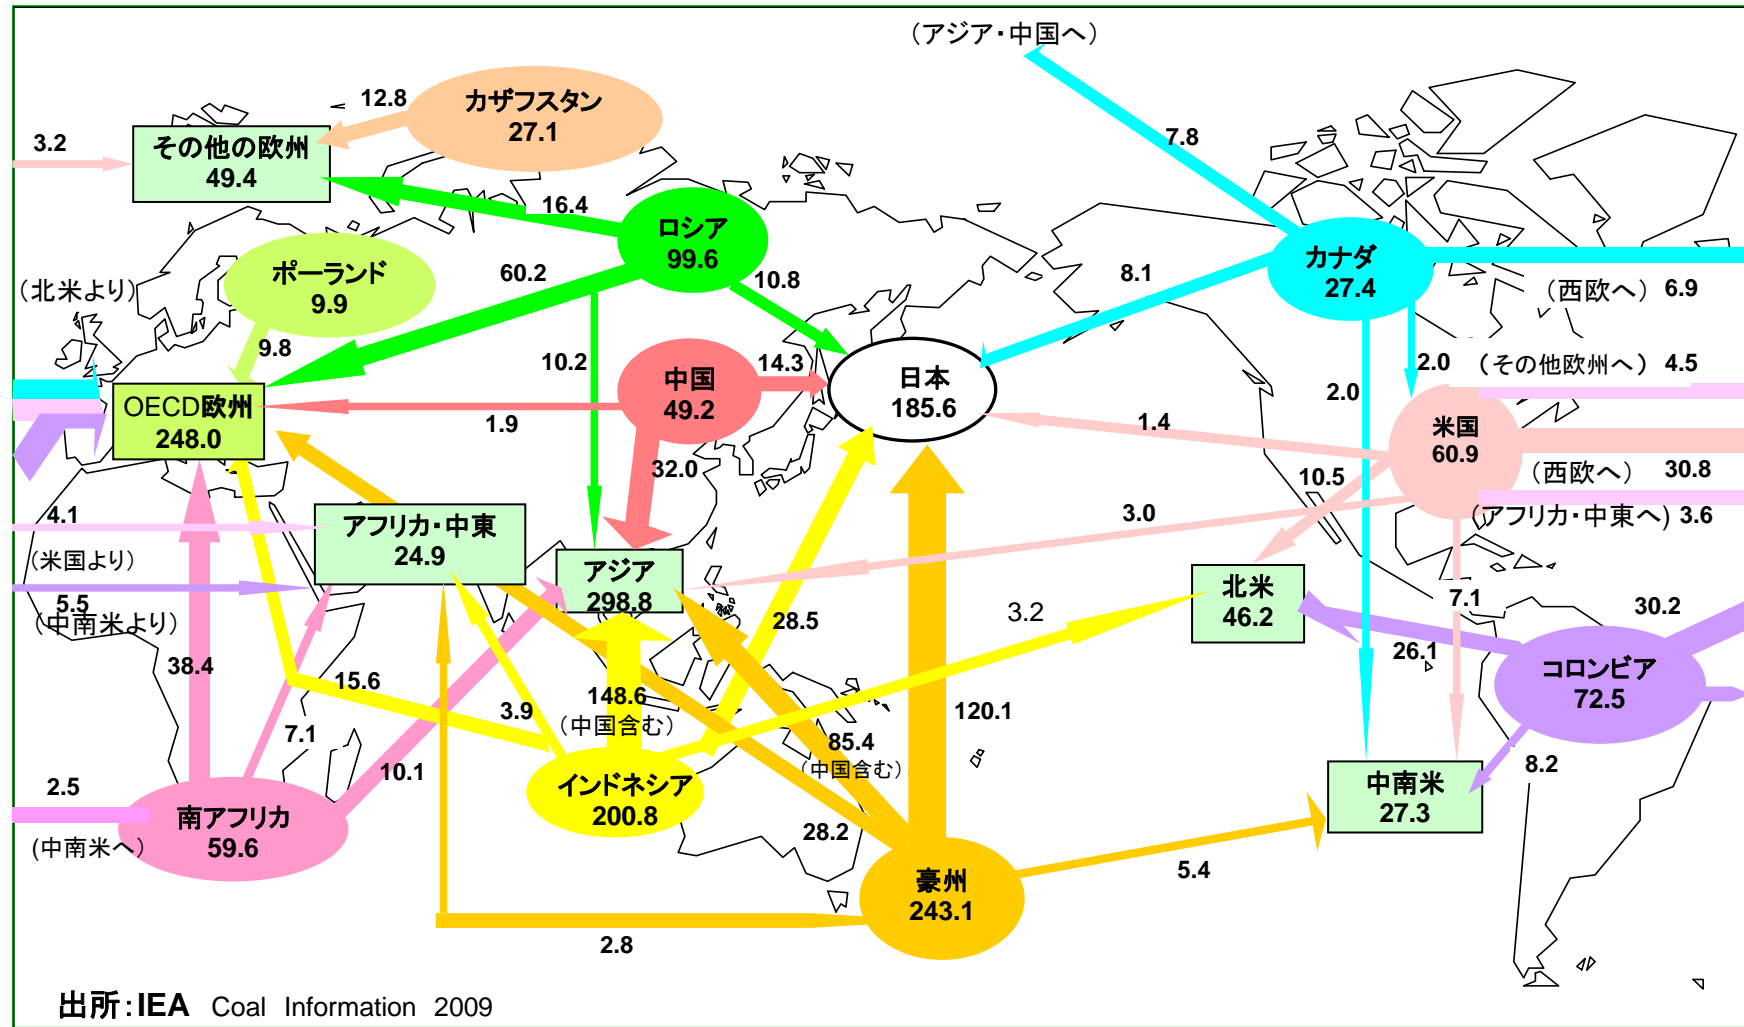 (アジア・中国へ)
12.8
カザフスタン
27.1
3.2
その他の欧州
49.4
7.8
16.4
ロシア
99.6
カナダ
27.4
(北米より)
ポーランド
9.9
60.2
10.8
8.1
(西欧へ) 6.9
9.8
10.2
中国
49.2
14.3
日本
185.6
2.0
2.0
(その他欧州へ) 4.5
OECD欧州
248.0
1.9
1.4
米国
60.9
32.0
10.5
(西欧へ) 30.8
4.1
アフリカ・中東
24.9
3.0
(アフリカ・中東へ) 3.6
(米国より)
アジア
298.8
北米
46.2
7.1
30.2
5.5
(中南米より)
28.5
3.2
38.4
15.6
3.9
148.6
(中国含む)
120.1
26.1
コロンビア
72.5
7.1
10.1
85.4
(中国含む)
8.2
2.5
(中南米へ)
南アフリカ
59.6
インドネシア
200.8
28.2
中南米
27.3
豪州
243.1
5.4
2.8
出所:IEA Coal Information 2009